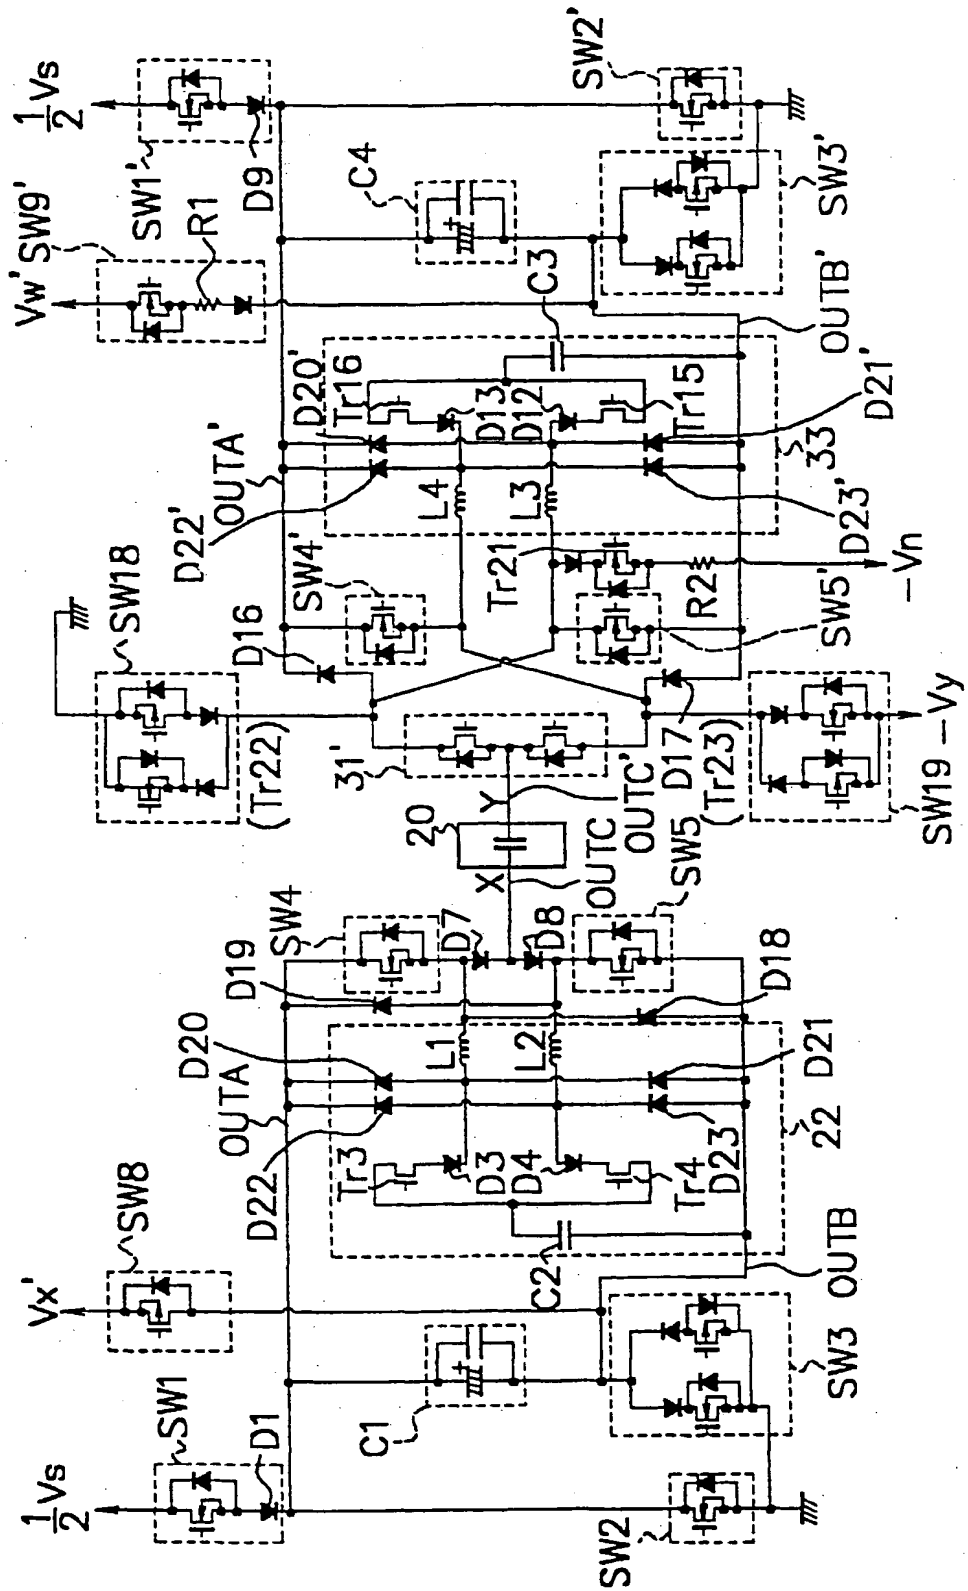 1/2 Vs
SW1
D1
Vx'
SW8
C1
SW2
SW3
OUTB
OUTA
D20
D22
D19
SW4
Tr3
D3
D4
Tr4
D23
C2
22
L1
L2
D21
D18
D7
D8
SW5
OUTC
X
20
Y
OUTC'
31'
(Tr22)
SW18
D16
D17
(Tr23)
SW19
-Vy
SW4'
D22'
OUTA'
D20'
L4
L3
Tr21
R2
SW5'
-Vn
D23'
33
D21'
Tr16
D13
D12
Tr15
C3
OUTB'
C4
Vw'
SW9'
R1
SW1'
D9
1/2 Vs
SW2'
SW3'